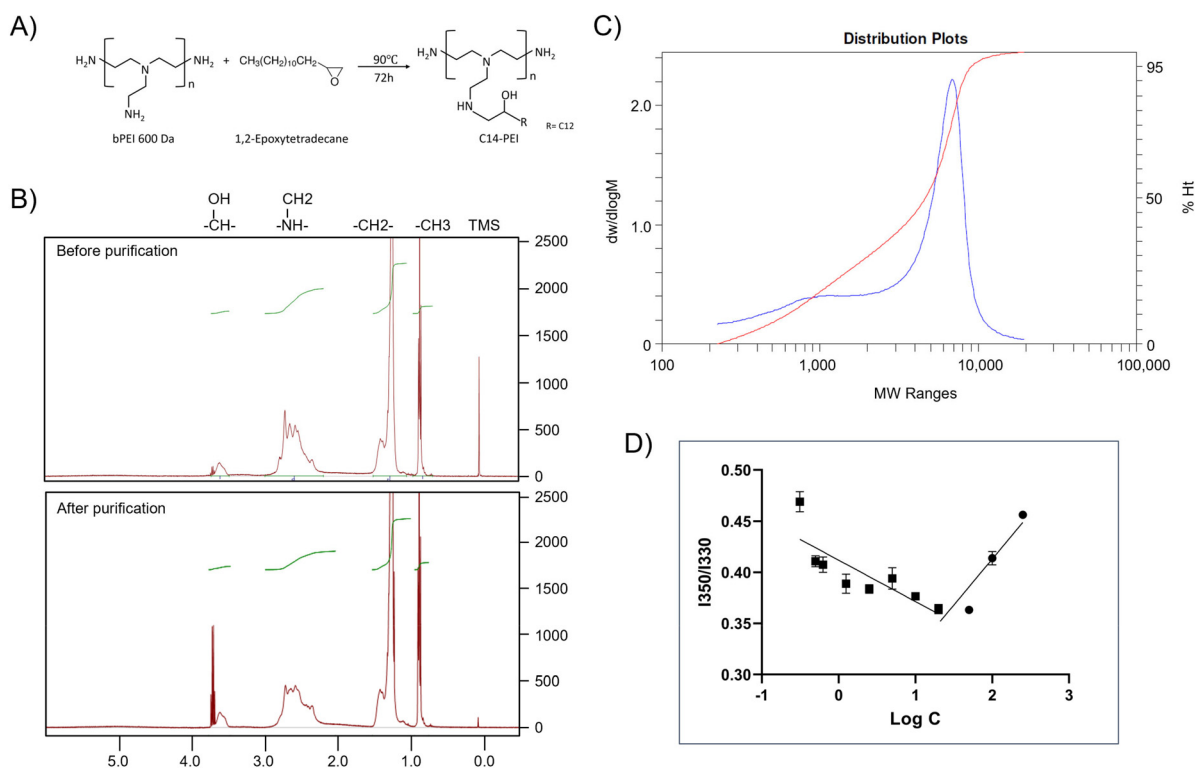 A)
H₂N
N
NH₂
n
NH₂
+
CH₃(CH₂)₁₀CH₂
O
90℃
72h
H₂N
N
NH₂
n
HN
OH
R
R= C12
bPEI 600 Da
1,2-Epoxytetradecane
C14-PEI
B)
OH
-CH-
CH2
-NH-
-CH2-
-CH3
TMS
Before purification
2500
2000
1500
1000
500
0
After purification
2500
2000
1500
1000
500
0
5.0
4.0
3.0
2.0
1.0
0.0
C)
Distribution Plots
dw/dlogM
2.0
1.0
0
95
50
0
% Ht
100
1,000
10,000
100,000
MW Ranges
D)
I350/I330
0.50
0.45
0.40
0.35
0.30
-1
0
1
2
3
Log C